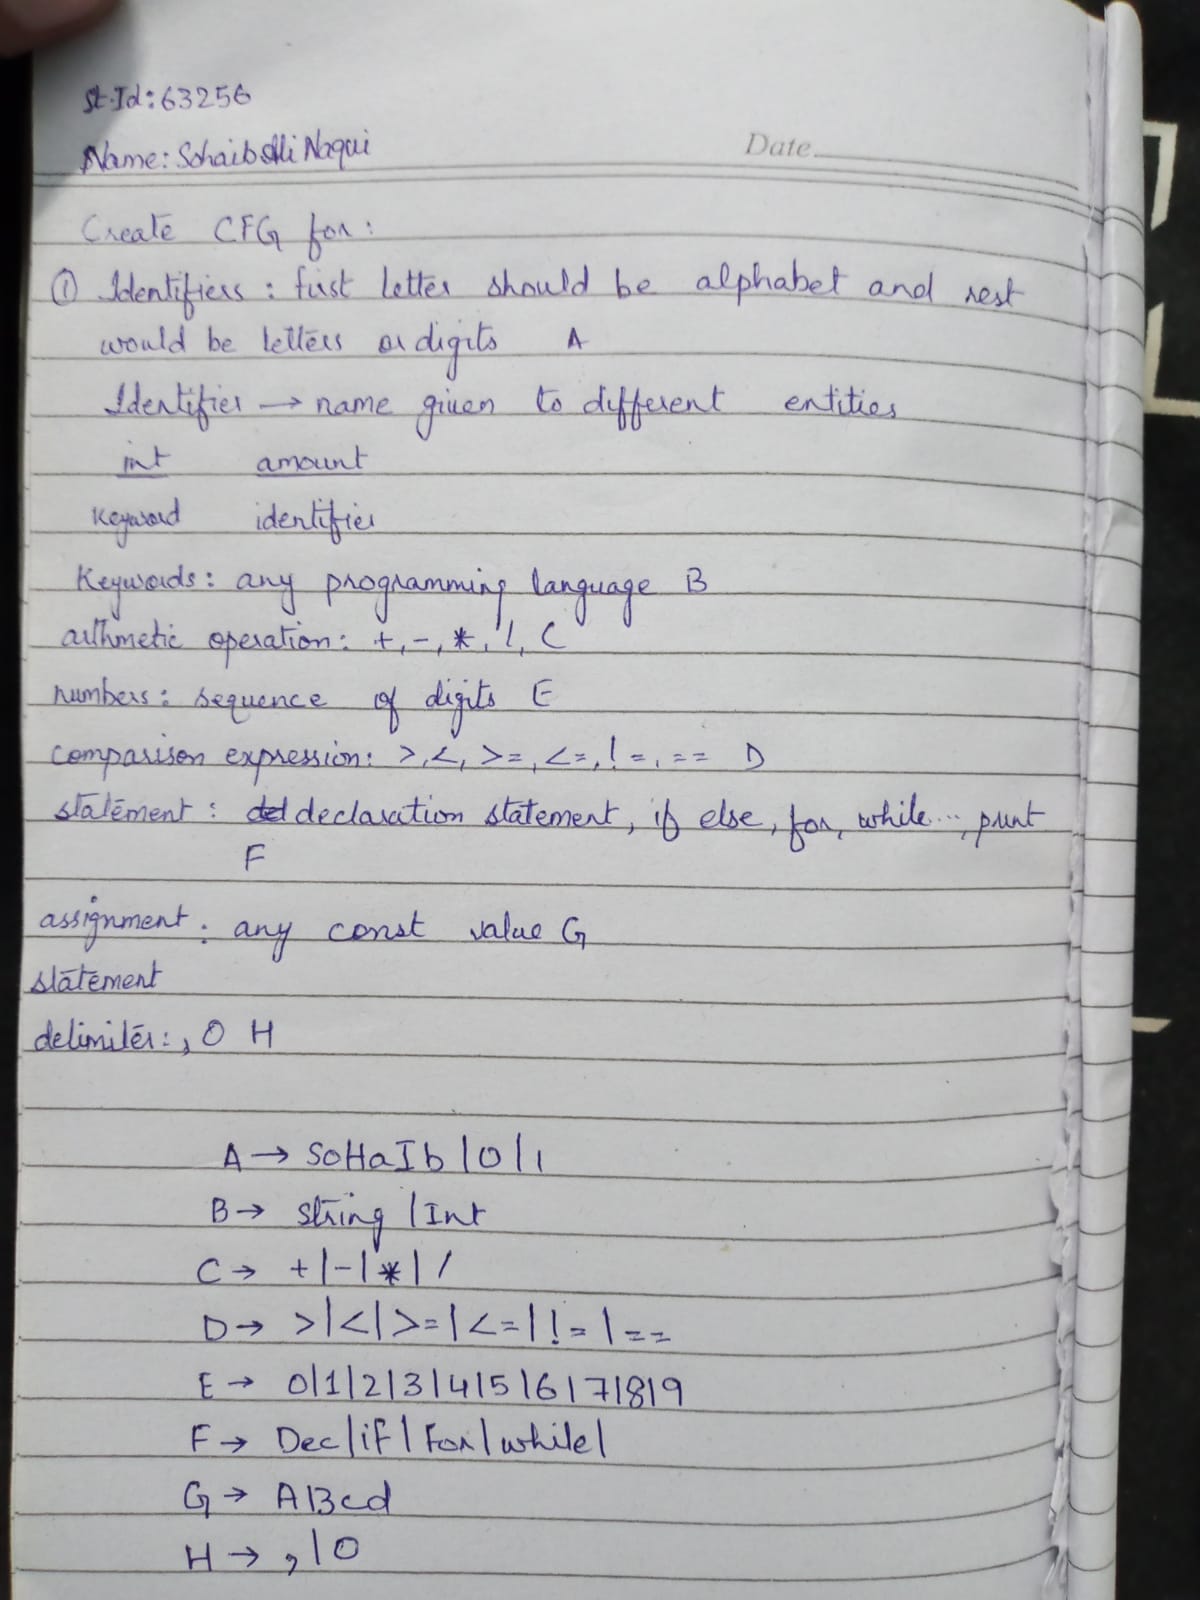 St.Id: 63256
Name: Sohaib Ali Naqui
Date
Create CFG for:
① Identifiers: first letter should be alphabet and rest
would be letters or digits A
Identifier → name given to different entities
int amount
Keyword identifier
Keywords: any programming language B
arithmetic operation: +, -, *, /, C
numbers: sequence of digits E
comparison expression: >, <, >=, <=, !=, == D
statement: declaration statement, if else, for, while..., print
F
assignment: any const value G
statement
delimiter: , () H
A → SoHaIb|0|1
B → string | Int
C → +|-|*|/
D → >|<|>=|<=|!=|==
E → 0|1|2|3|4|5|6|7|8|9
F → Dec|if|For|while|
G → ABcd
H → ,|()